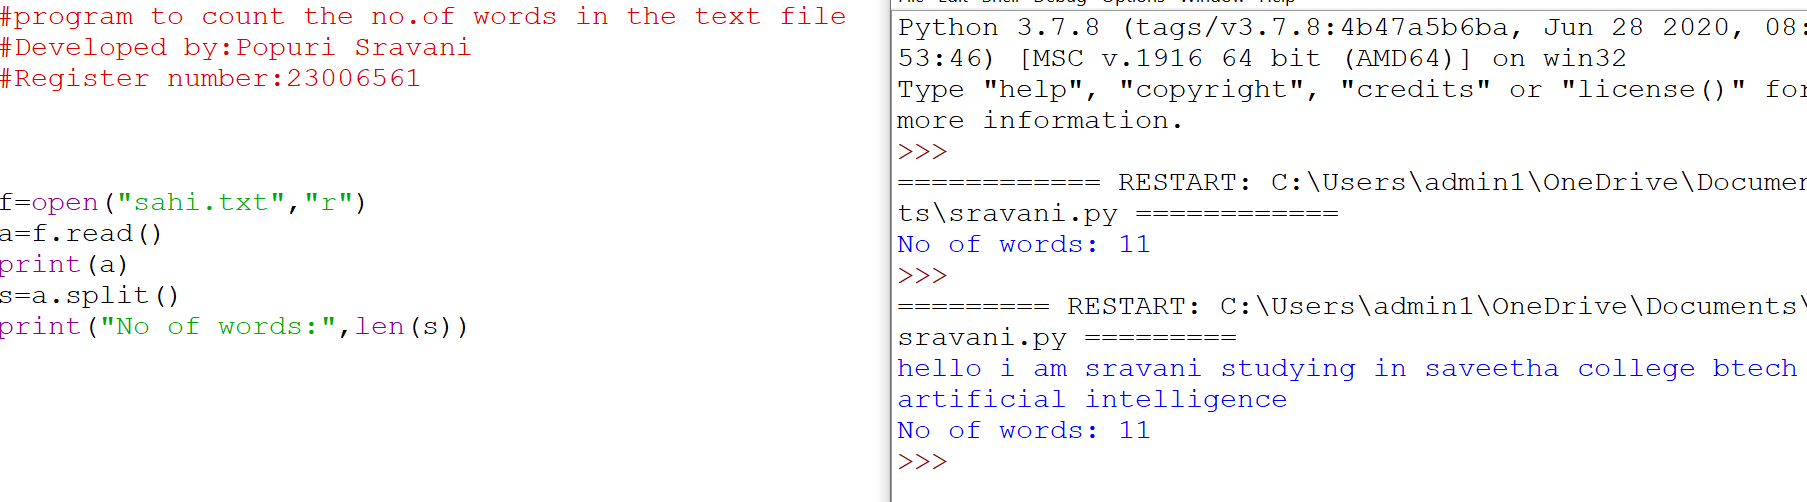 #program to count the no.of words in the text file
#Developed by:Popuri Sravani
#Register number:23006561
f=open("sahi.txt","r")
a=f.read()
print(a)
s=a.split()
print("No of words:",len(s))
Python 3.7.8 (tags/v3.7.8:4b47a5b6ba, Jun 28 2020, 08:
53:46) [MSC v.1916 64 bit (AMD64)] on win32
Type "help", "copyright", "credits" or "license()" for
more information.
>>>
============ RESTART: C:\Users\admin1\OneDrive\Documen
ts\sravani.py ============
No of words: 11
>>>
========= RESTART: C:\Users\admin1\OneDrive\Documents\
sravani.py =========
hello i am sravani studying in saveetha college btech
artificial intelligence
No of words: 11
>>>